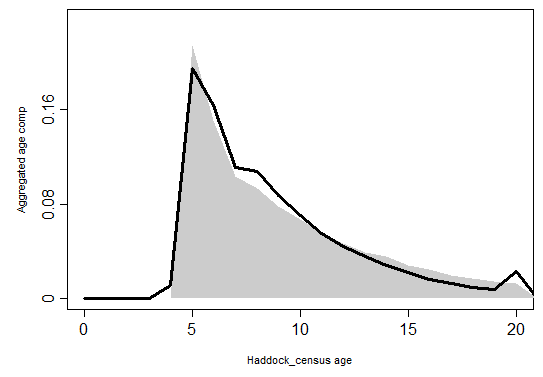 Aggregated age comp
0.16
0.08
0
0 5 10 15 20
Haddock_census age